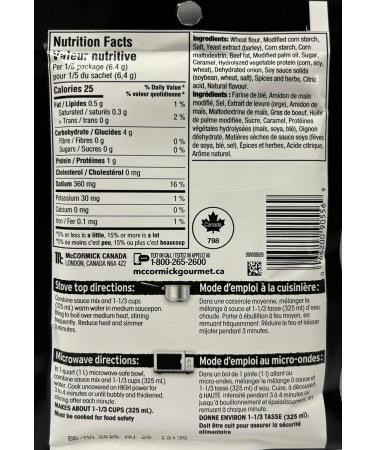 Nutrition Facts
Valeur nutritive
Per 1/5 package (6.4 g)
pour 1/5 du sachet (6,4 g)
Calories 25
% Daily Value *
% valeur quotidienne *
Fat / Lipides 0.5 g 1 %
Saturated / saturés 0.3 g
+ Trans / trans 0 g
2 %
Carbohydrate / Glucides 4 g
Fibre / Fibres 0 g 0 %
Sugars / Sucres 0 g 0 %
Protein / Protéines 1 g
Cholesterol / Cholestérol 0 mg
Sodium 360 mg 16 %
Potassium 30 mg 1 %
Calcium 0 mg 0 %
Iron / Fer 0.1 mg 1 %
*5% or less is a little, 15% or more is a lot
*5% ou moins c'est peu, 15% ou plus c'est beaucoup
McCORMICK CANADA
LONDON, CANADA N6A 4Z2
TEXT OR CALL / TEXTEZ OU APPELEZ AU
1-800-265-2600
mccormickgourmet.ca
Ingredients: Wheat flour, Modified corn starch,
Salt, Yeast extract (barley), Corn starch, Corn
maltodextrin, Beef fat, Modified palm oil, Sugar,
Caramel, Hydrolyzed vegetable protein (corn, soy,
wheat), Dehydrated onion, Soy sauce solids
(soybean, wheat, salt), Spices and herbs, Citric
acid, Natural flavour.
Ingrédients : Farine de blé, Amidon de maïs
modifié, Sel, Extrait de levure (orge), Amidon de
maïs, Maltodextrine de maïs, Gras de boeuf, Huile
de palme modifiée, Sucre, Caramel, Protéines
végétales hydrolysées (maïs, soya, blé), Oignon
déshydraté, Matières sèches de sauce soya (fèves
de soya, blé, sel), Épices et herbes, Acide citrique,
Arôme naturel.
Canada
798
Stove top directions:
Combine sauce mix and 1-1/3 cups
(325 mL) warm water in medium saucepan.
Bring to boil over medium heat, stirring
frequently. Reduce heat and simmer
2 minutes.
Mode d'emploi à la cuisinière :
Dans une casserole moyenne, mélanger le
mélange à sauce et 1-1/3 tasse (325 ml) d'eau
chaude. Porter à ébullition à feu moyen, en
remuant fréquemment. Réduire le feu et laisser
mijoter pendant 3 minutes.
Microwave directions:
In 1 quart (1 L) microwave-safe bowl,
combine sauce mix and 1-1/3 cups (325 mL)
water. Cook uncovered on HIGH power for
3 to 4 minutes or until bubbly and thickened,
stirring after each minute.
MAKES ABOUT 1-1/3 CUPS (325 mL).
Must be cooked for food safety
Mode d'emploi au micro-ondes :
Dans un bol de 1 pinte (1 l) allant au
micro-ondes, mélanger le mélange à sauce et
1-1/3 tasse (325 ml) d'eau. Cuire, à découvert,
à HAUTE intensité pendant 3 à 4 minutes ou
jusqu'à bouillonnement et épaississement, en
remuant à chaque minute.
DONNE ENVIRON 1-1/3 TASSE (325 ml).
Doit être cuit pour assurer la sécurité
alimentaire
BB/MA 2025 AU 20 12:35